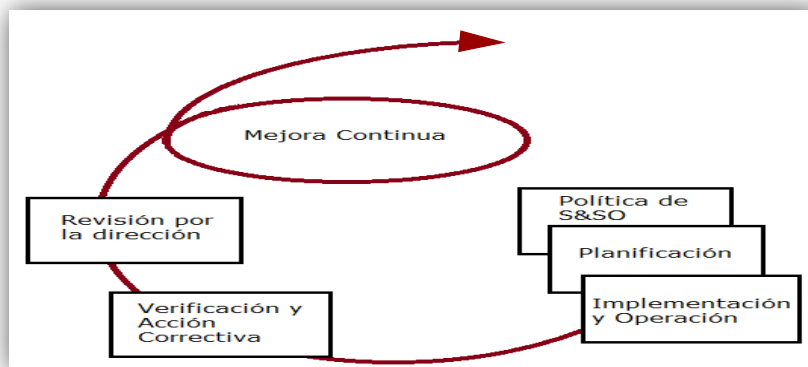 Mejora Continua
Política de
S&SO
Planificación
Implementación
y Operación
Verificación y
Acción
Correctiva
Revisión por
la dirección